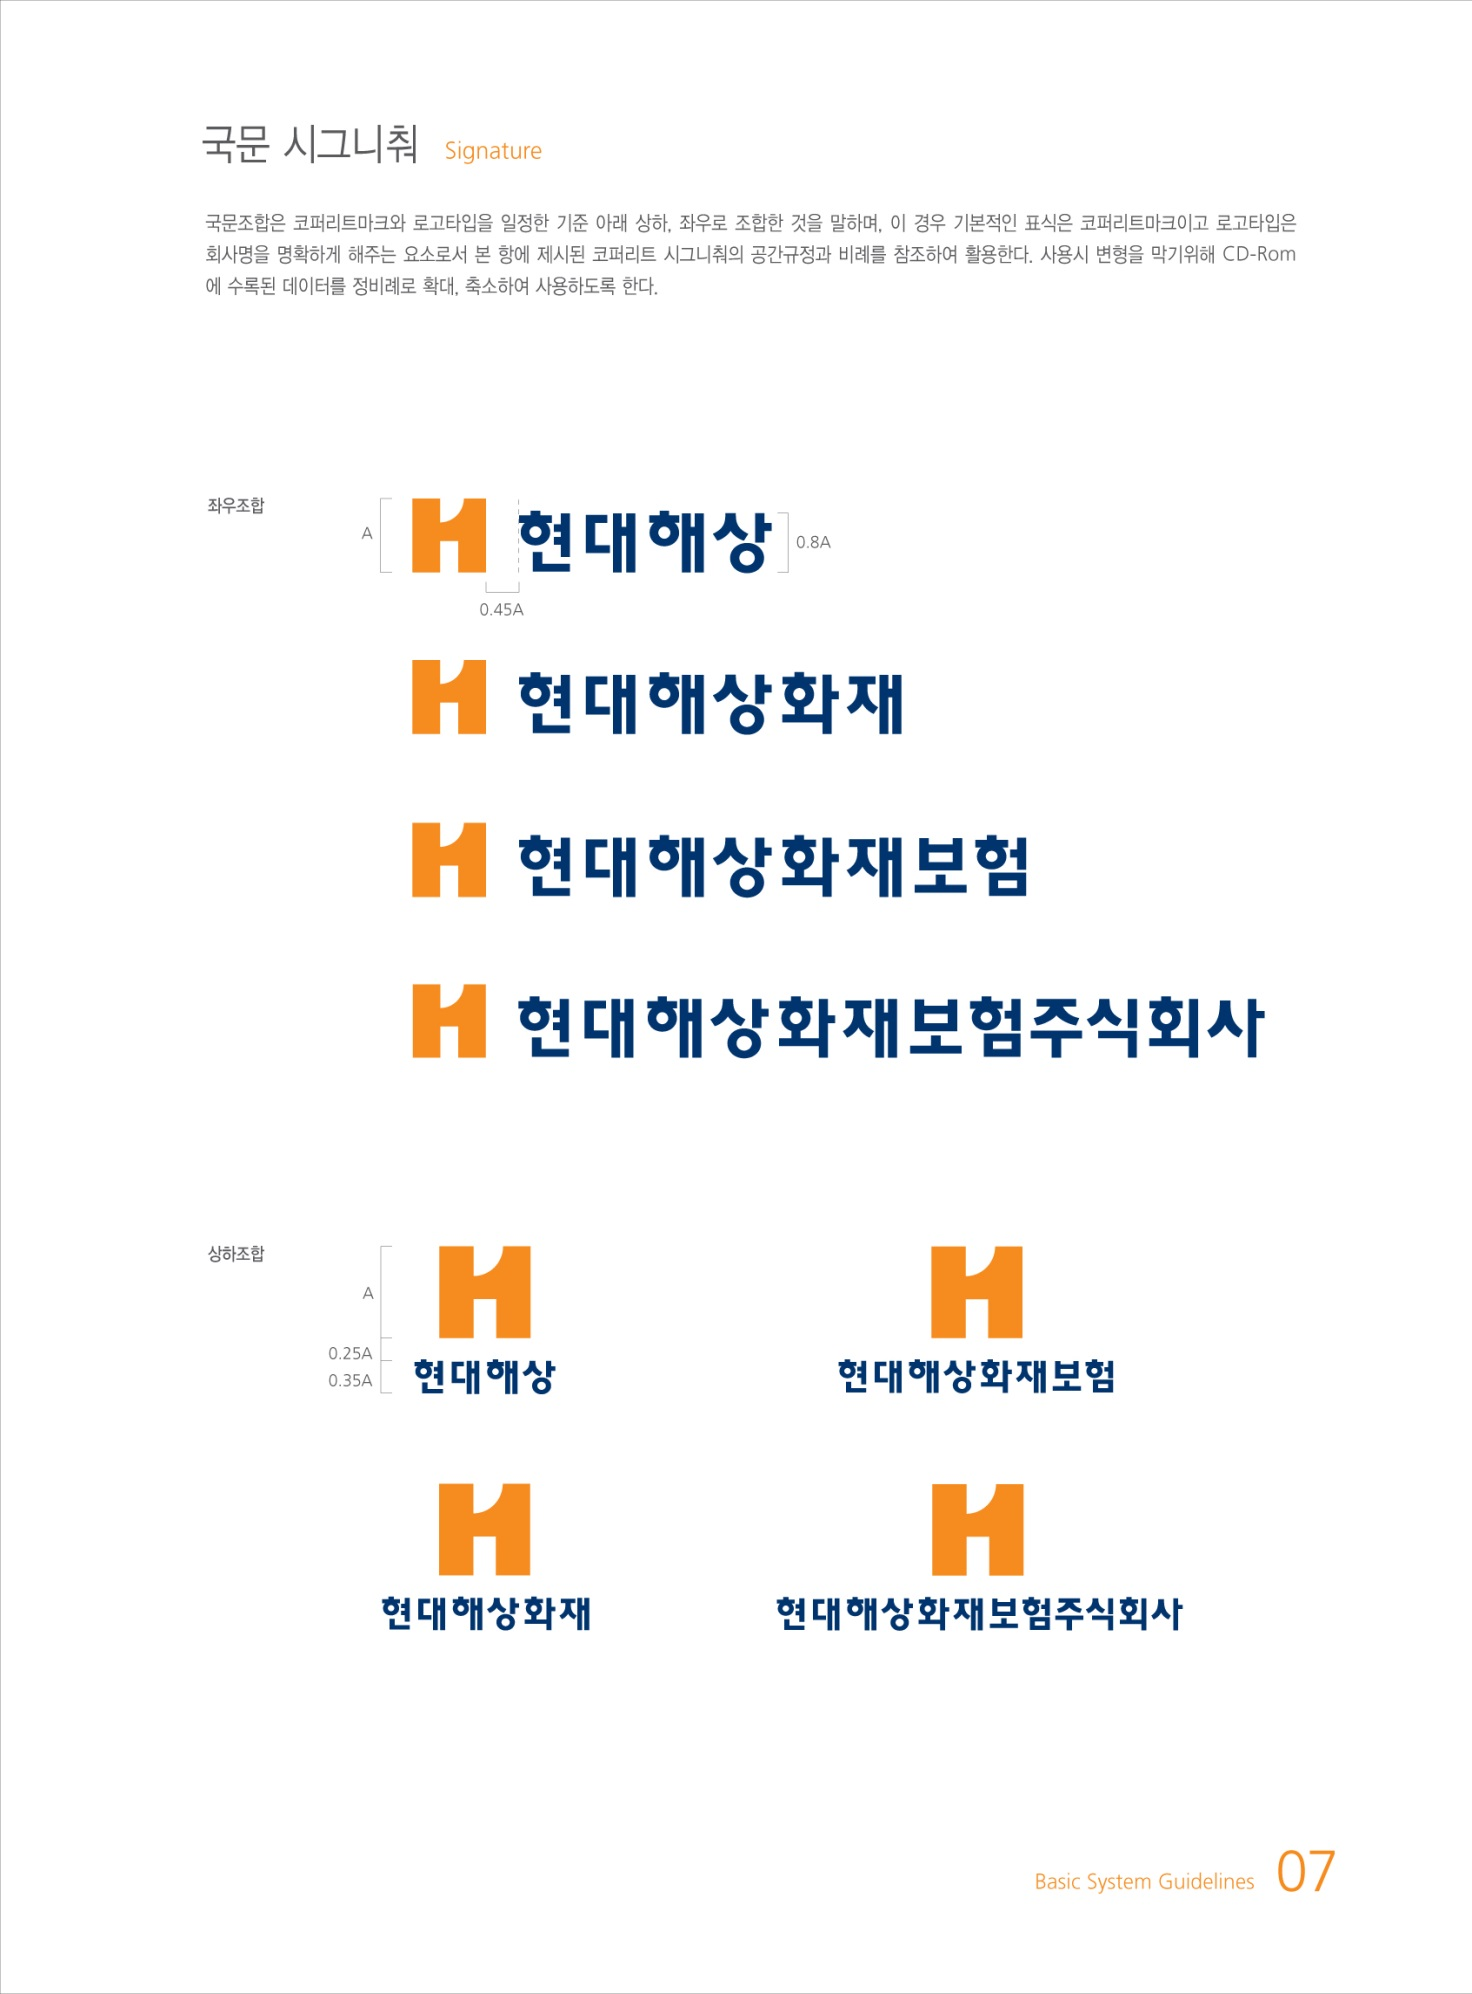 국문 시그니춰 Signature
국문조합은 코퍼리트마크와 로고타입을 일정한 기준 아래 상하, 좌우로 조합한 것을 말하며, 이 경우 기본적인 표식은 코퍼리트마크이고 로고타입은
회사명을 명확하게 해주는 요소로서 본 항에 제시된 코퍼리트 시그니춰의 공간규정과 비례를 참조하여 활용한다. 사용시 변형을 막기위해 CD-Rom
에 수록된 데이터를 정비례로 확대, 축소하여 사용하도록 한다.
좌우조합
A
현대해상
0.8A
0.45A
현대해상화재
현대해상화재보험
현대해상화재보험주식회사
상하조합
A
0.25A
0.35A
현대해상
현대해상화재보험
현대해상화재
현대해상화재보험주식회사
Basic System Guidelines 07